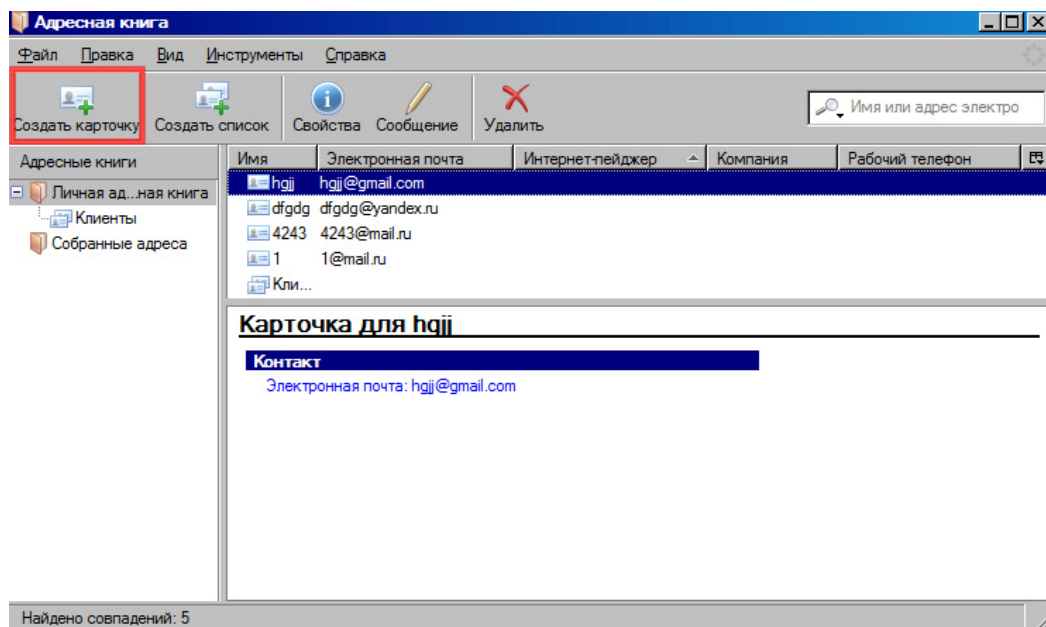 Адресная книга
Файл Правка Вид Инструменты Справка
Создать карточку Создать список Свойства Сообщение Удалить Имя или адрес электро
Адресные книги Имя Электронная почта Интернет-пейджер Компания Рабочий телефон
Личная ад...ная книга hgjj hgjj@gmail.com
Клиенты dfgdg dfgdg@yandex.ru
Собранные адреса 4243 4243@mail.ru
1 1@mail.ru
Кли...
Карточка для hgjj
Контакт
Электронная почта: hgjj@gmail.com
Найдено совпадений: 5